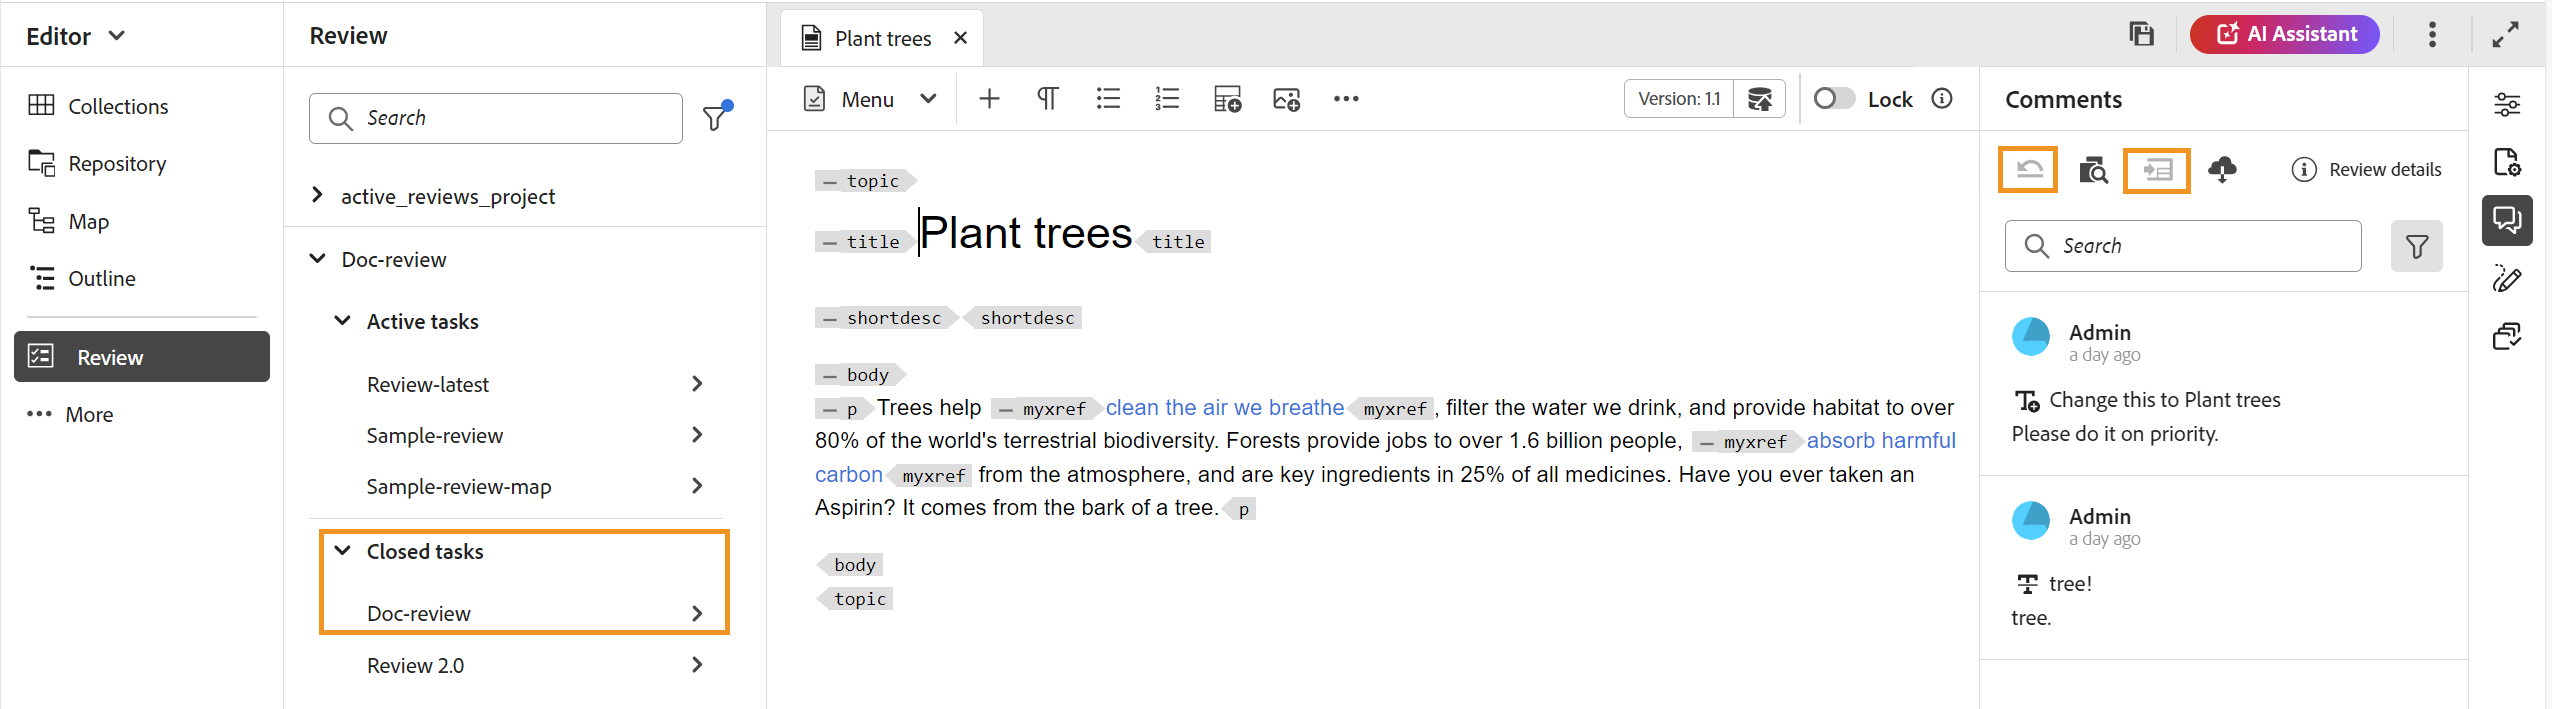 Editor
Collections
Repository
Map
Outline
Review
More
Review
Search
active_reviews_project
Doc-review
Active tasks
Review-latest
Sample-review
Sample-review-map
Closed tasks
Doc-review
Review 2.0
Plant trees
AI Assistant
Menu
Version: 1.1
Lock
topic
title Plant trees title
shortdesc shortdesc
body
p Trees help myxref clean the air we breathe myxref , filter the water we drink, and provide habitat to over
80% of the world's terrestrial biodiversity. Forests provide jobs to over 1.6 billion people, myxref absorb harmful
carbon myxref from the atmosphere, and are key ingredients in 25% of all medicines. Have you ever taken an
Aspirin? It comes from the bark of a tree. p
body
topic
Comments
Review details
Search
Admin
a day ago
Change this to Plant trees
Please do it on priority.
Admin
a day ago
tree!
tree.